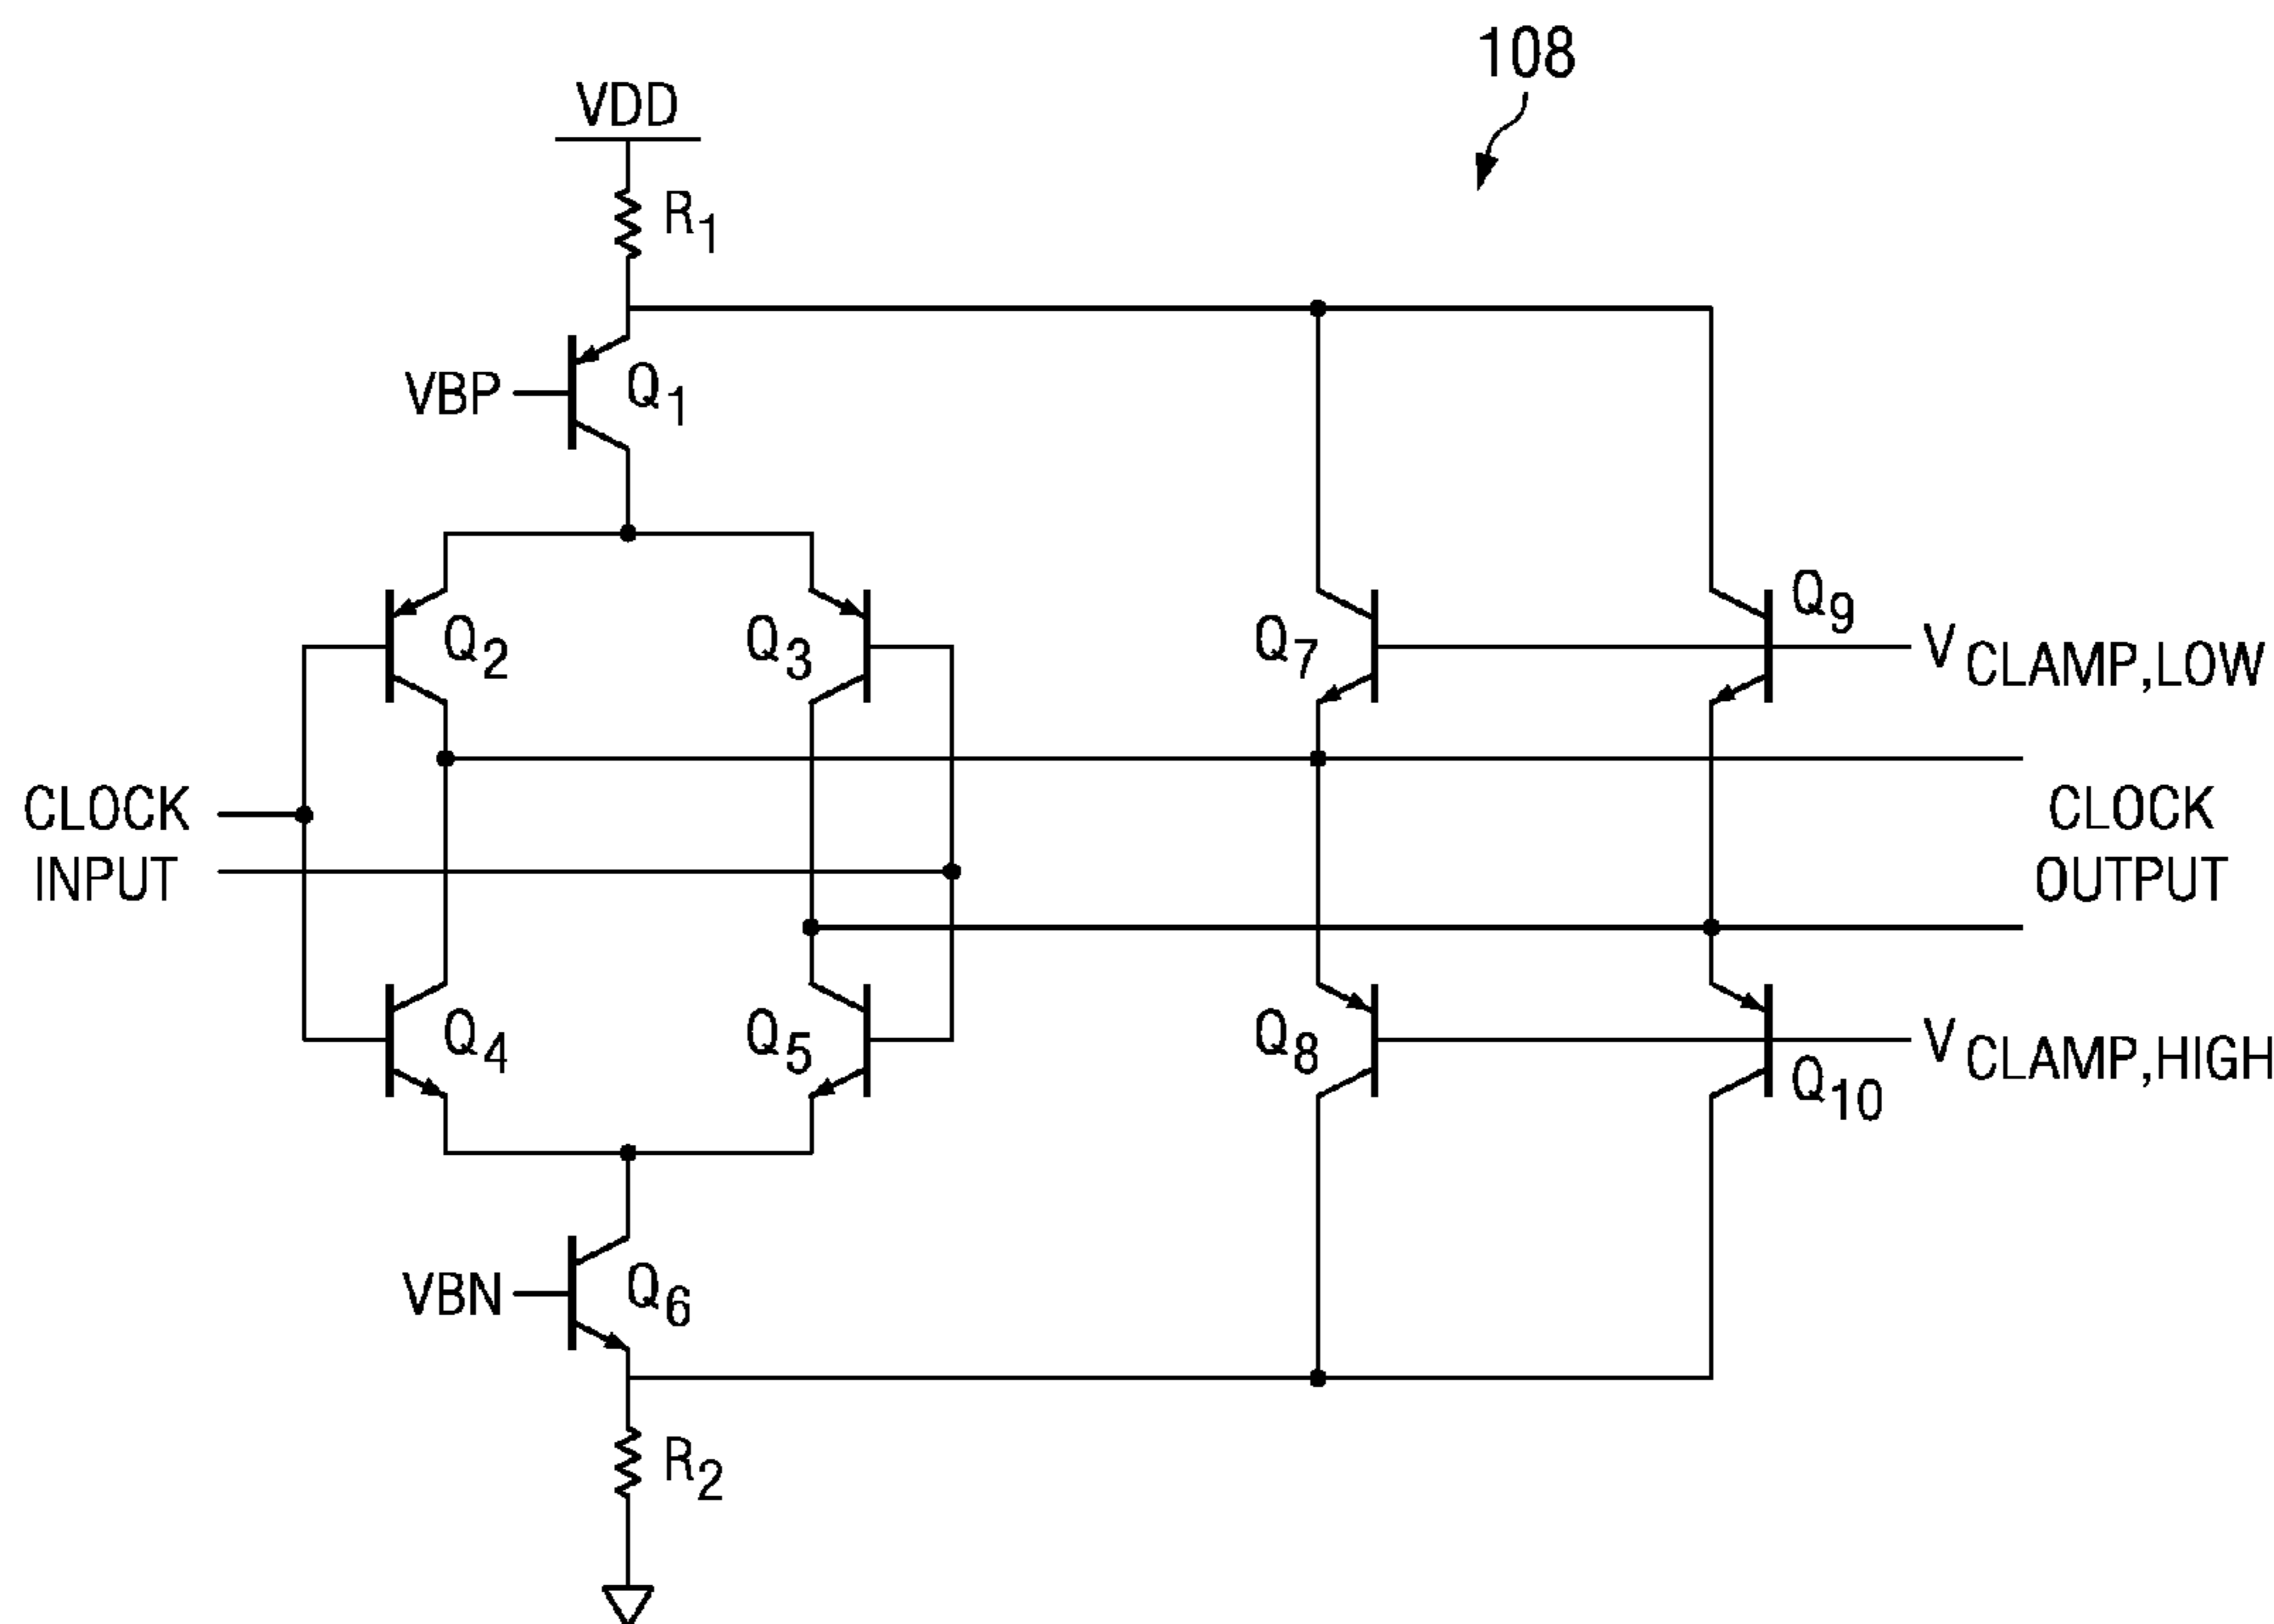 108
VDD
R1
VBP
Q1
Q2
Q3
Q7
Q9
VCLAMP,LOW
CLOCK
INPUT
CLOCK
OUTPUT
Q4
Q5
Q8
Q10
VCLAMP,HIGH
VBN
Q6
R2